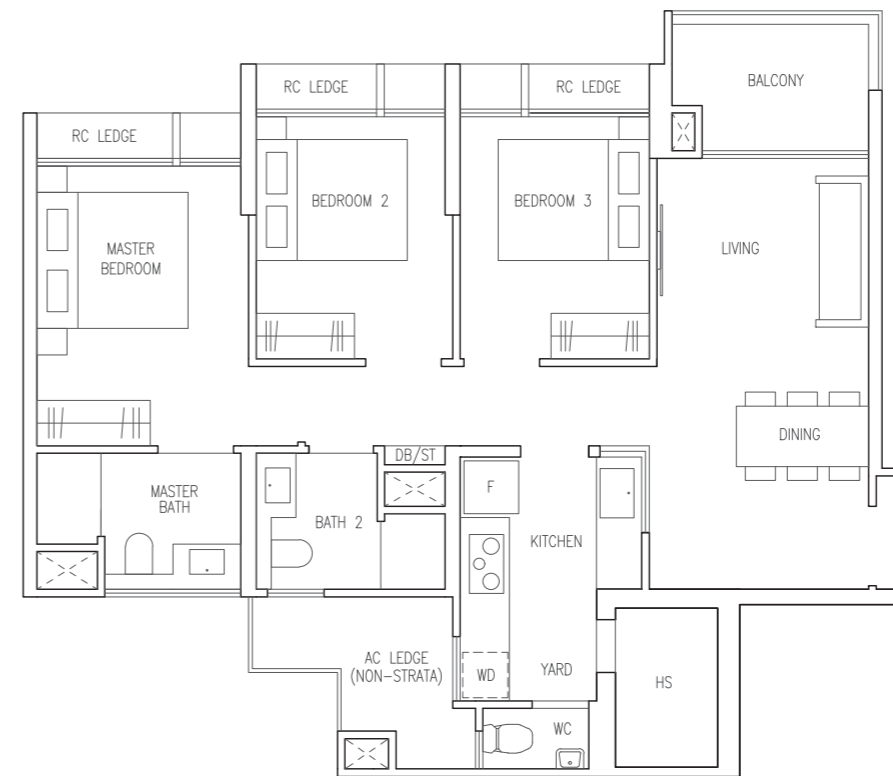 BALCONY
RC LEDGE
RC LEDGE
RC LEDGE
BEDROOM 2
BEDROOM 3
MASTER
BEDROOM
LIVING
DINING
DB/ST
MASTER
BATH
F
BATH 2
KITCHEN
AC LEDGE
(NON-STRATA)
WD
YARD
HS
WC